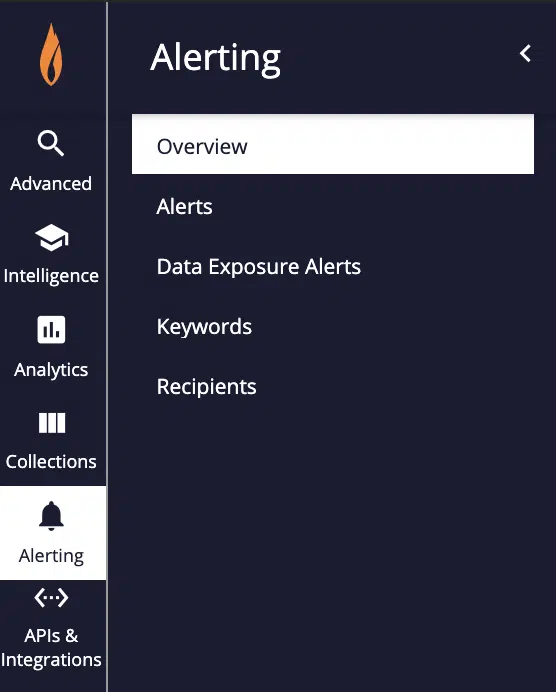 Advanced
Intelligence
Analytics
Collections
Alerting
APIs &
Integrations
Alerting
Overview
Alerts
Data Exposure Alerts
Keywords
Recipients